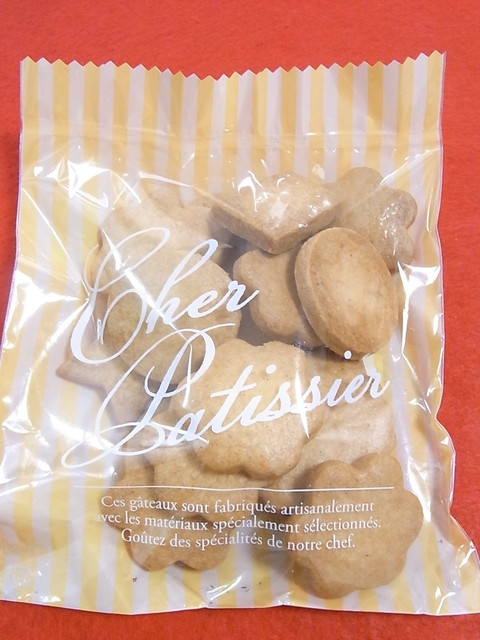 Cher
Patissier
Ces gâteaux sont fabriqués artisanalement
avec les matériaux spécialement sélectionnés.
Goûtez des spécialités de notre chef.